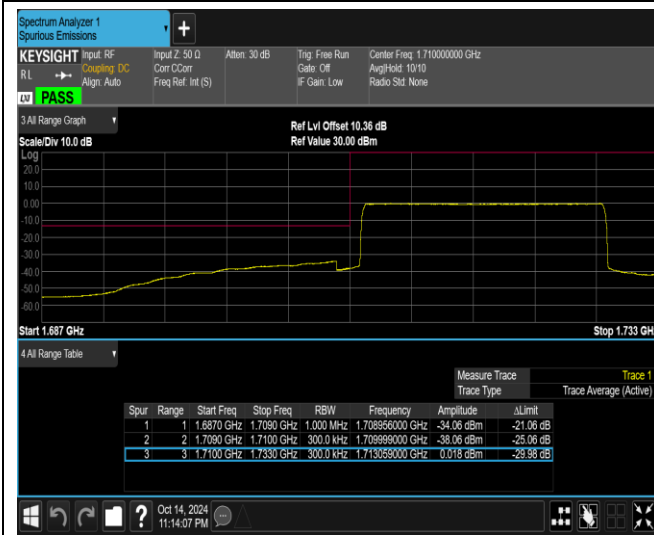 Spectrum Analyzer 1
Spurious Emissions
+
KEYSIGHT Input: RF Input Z: 50 Ω Atten: 30 dB Trig: Free Run Center Freq: 1.710000000 GHz
RL Coupling: DC Corr CCorr Gate: Off Avg|Hold: 10/10
Align: Auto Freq Ref: Int (S) IF Gain: Low Radio Std: None
LXI PASS
3 All Range Graph
Ref Lvl Offset 10.36 dB
Scale/Div 10.0 dB Ref Value 30.00 dBm
Log
20.0
10.0
0.00
-10.0
-20.0
-30.0
-40.0
-50.0
-60.0
Start 1.687 GHz Stop 1.733 GH
4 All Range Table
Measure Trace Trace 1
Trace Type Trace Average (Active)
Spur Range Start Freq Stop Freq RBW Frequency Amplitude ΔLimit
1 1 1.6870 GHz 1.7090 GHz 1.000 MHz 1.708956000 GHz -34.06 dBm -21.06 dB
2 2 1.7090 GHz 1.7100 GHz 300.0 kHz 1.709999000 GHz -38.06 dBm -25.06 dB
3 3 1.7100 GHz 1.7330 GHz 300.0 kHz 1.713059000 GHz 0.018 dBm -29.98 dB
? Oct 14, 2024
11:14:07 PM